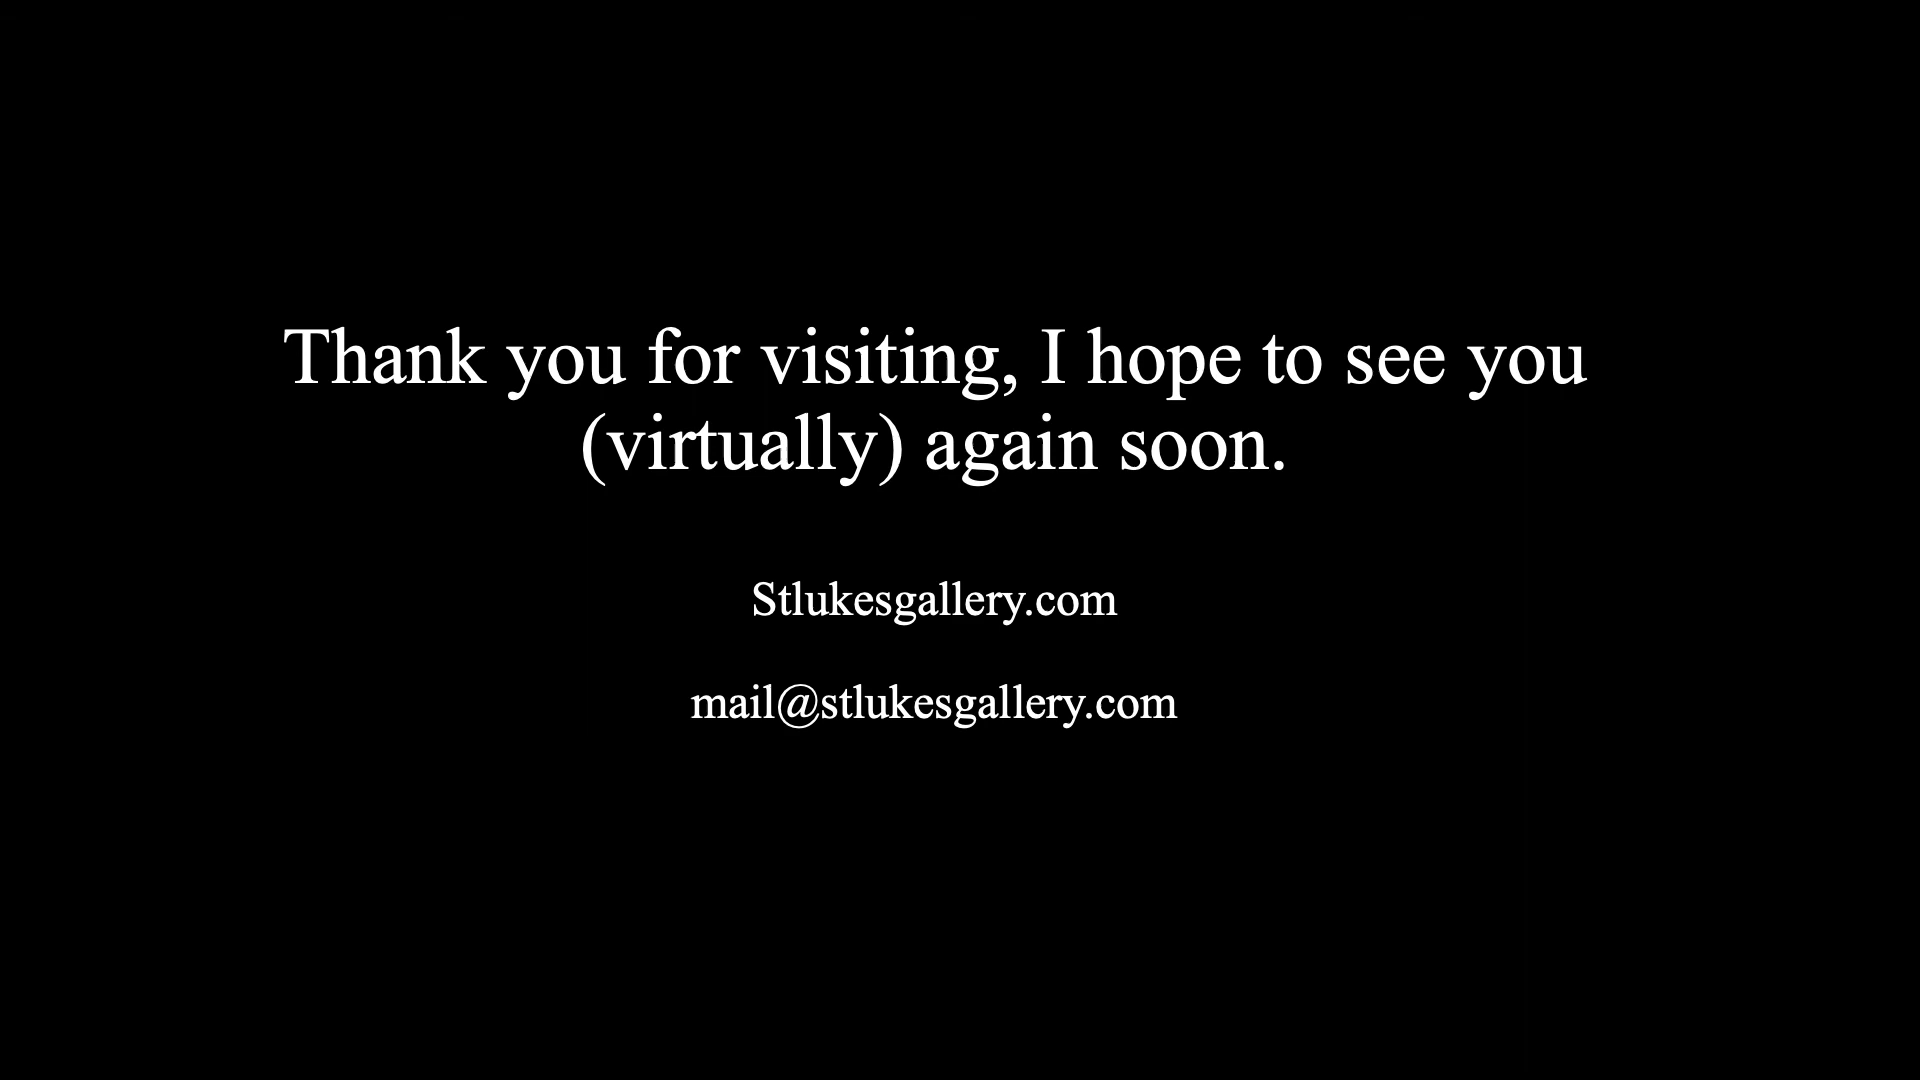 Thank you for visiting, I hope to see you
(virtually) again soon.
Stlukesgallery.com
mail@stlukesgallery.com